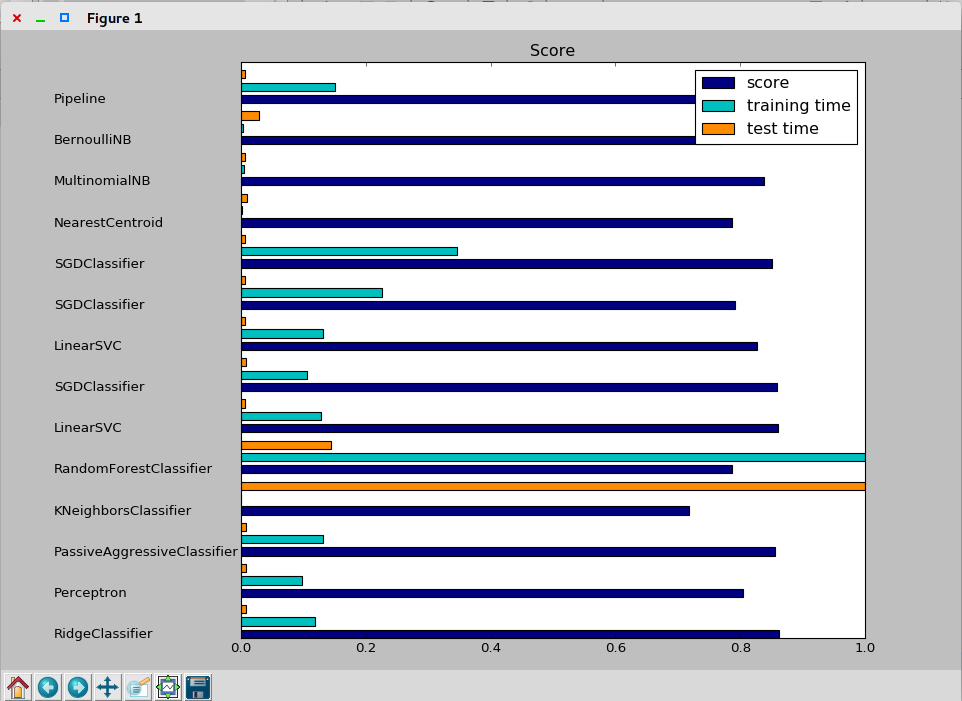 Figure 1
Score
score
training time
test time
Pipeline
BernoulliNB
MultinomialNB
NearestCentroid
SGDClassifier
SGDClassifier
LinearSVC
SGDClassifier
LinearSVC
RandomForestClassifier
KNeighborsClassifier
PassiveAggressiveClassifier
Perceptron
RidgeClassifier
0.0 0.2 0.4 0.6 0.8 1.0